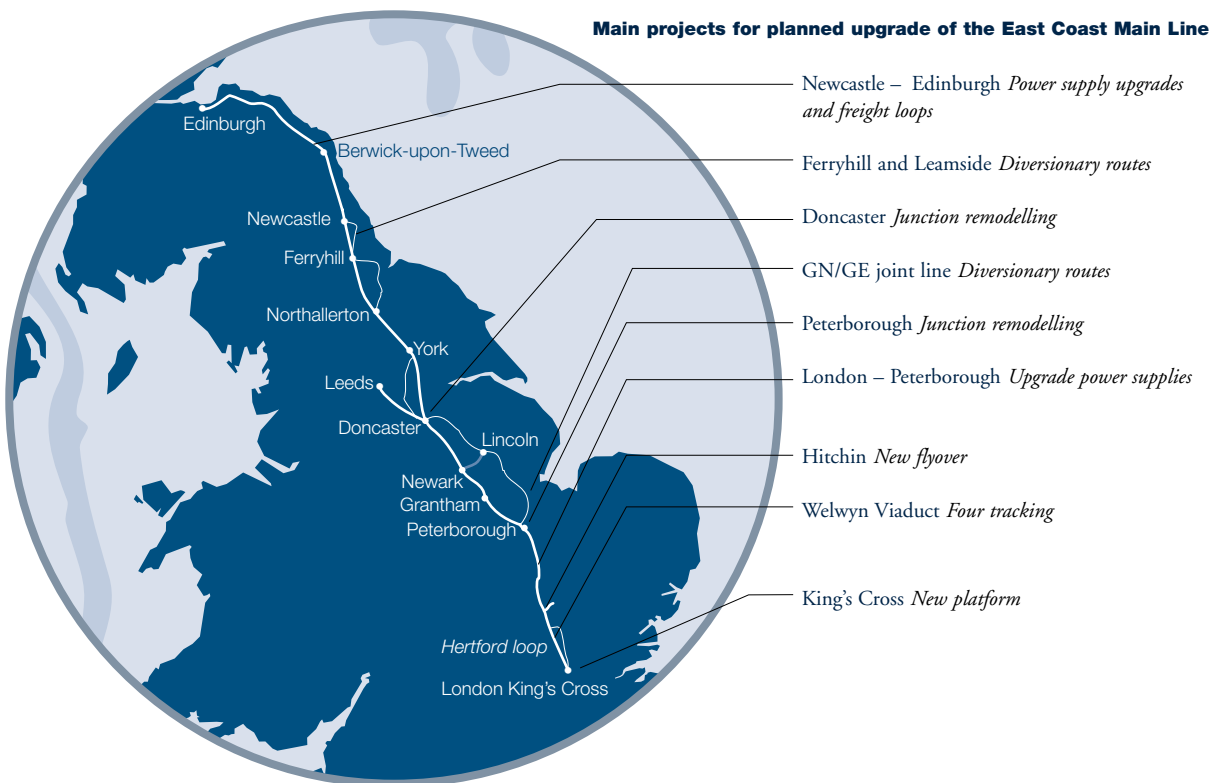 Main projects for planned upgrade of the East Coast Main Line
Newcastle – Edinburgh Power supply upgrades
and freight loops
Ferryhill and Leamside Diversionary routes
Doncaster Junction remodelling
GN/GE joint line Diversionary routes
Peterborough Junction remodelling
London – Peterborough Upgrade power supplies
Hitchin New flyover
Welwyn Viaduct Four tracking
King's Cross New platform
Edinburgh
Berwick-upon-Tweed
Newcastle
Ferryhill
Northallerton
York
Leeds
Doncaster
Lincoln
Newark
Grantham
Peterborough
Hertford loop
London King's Cross